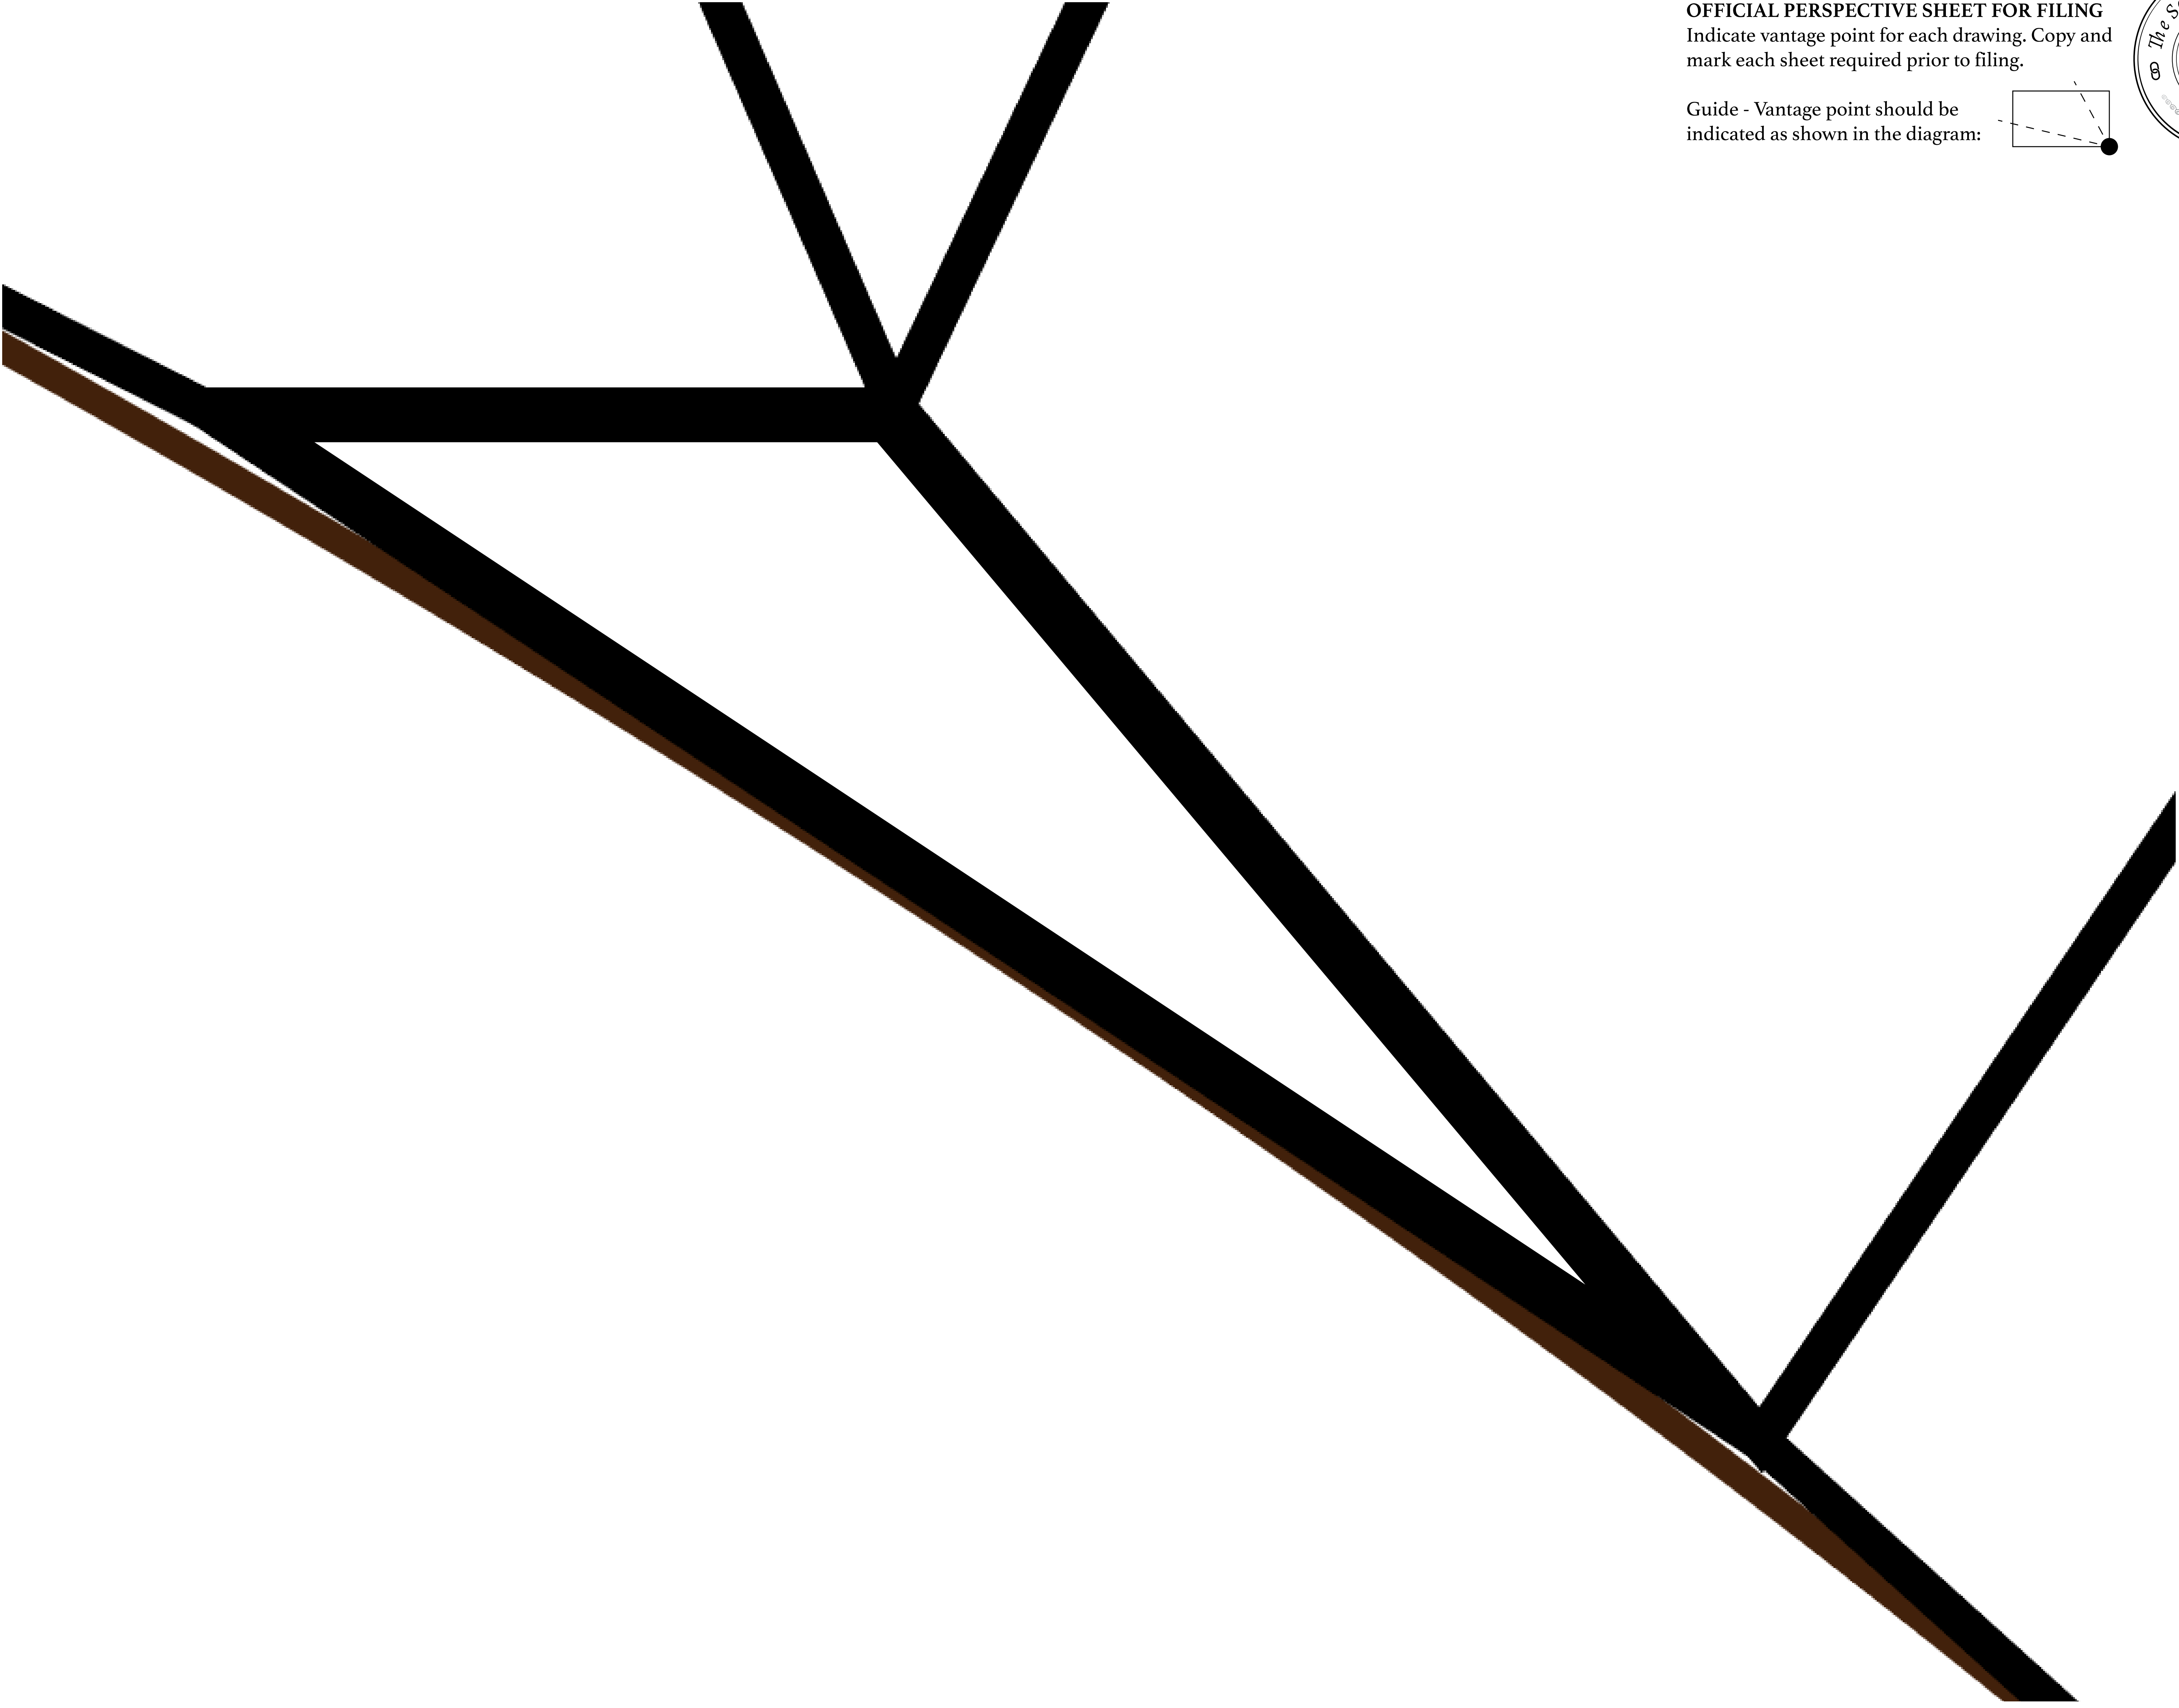 OFFICIAL PERSPECTIVE SHEET FOR FILING
Indicate vantage point for each drawing. Copy and
mark each sheet required prior to filing.
Guide - Vantage point should be
indicated as shown in the diagram:
The